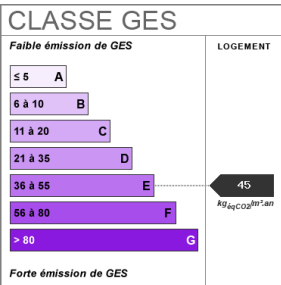 CLASSE GES
Faible émission de GES
LOGEMENT
≤ 5 A
6 à 10 B
11 à 20 C
21 à 35 D
36 à 55 E
45
kgéqCO2/m².an
56 à 80 F
> 80 G
Forte émission de GES